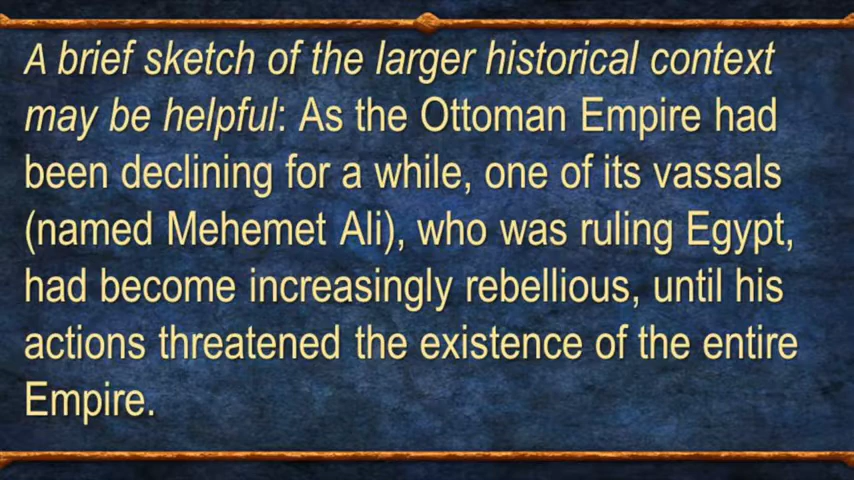 A brief sketch of the larger historical context
may be helpful: As the Ottoman Empire had
been declining for a while, one of its vassals
(named Mehemet Ali), who was ruling Egypt,
had become increasingly rebellious, until his
actions threatened the existence of the entire
Empire.